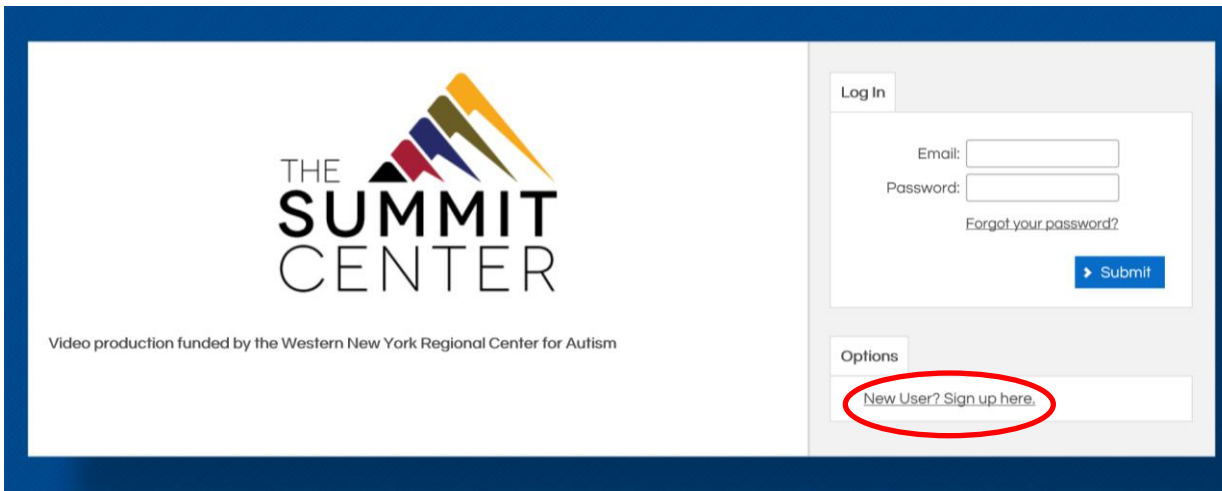 THE
SUMMIT
CENTER
Video production funded by the Western New York Regional Center for Autism
Log In
Email:
Password:
Forgot your password?
Submit
Options
New User? Sign up here.